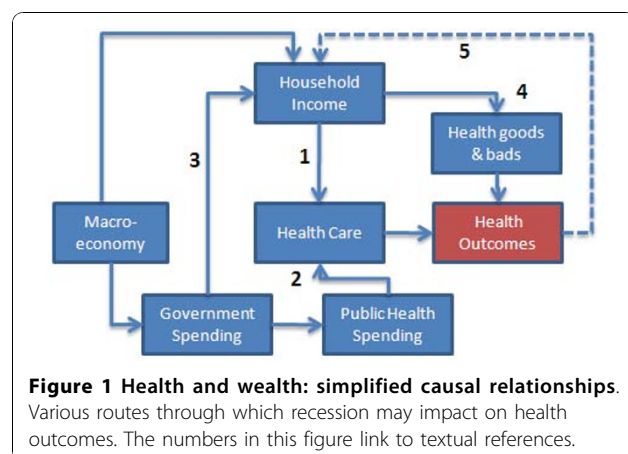 5
Household
Income
4
Health goods
& bads
3
1
Macro-
economy
Health Care
Health
Outcomes
2
Government
Spending
Public Health
Spending
Figure 1 Health and wealth: simplified causal relationships.
Various routes through which recession may impact on health
outcomes. The numbers in this figure link to textual references.